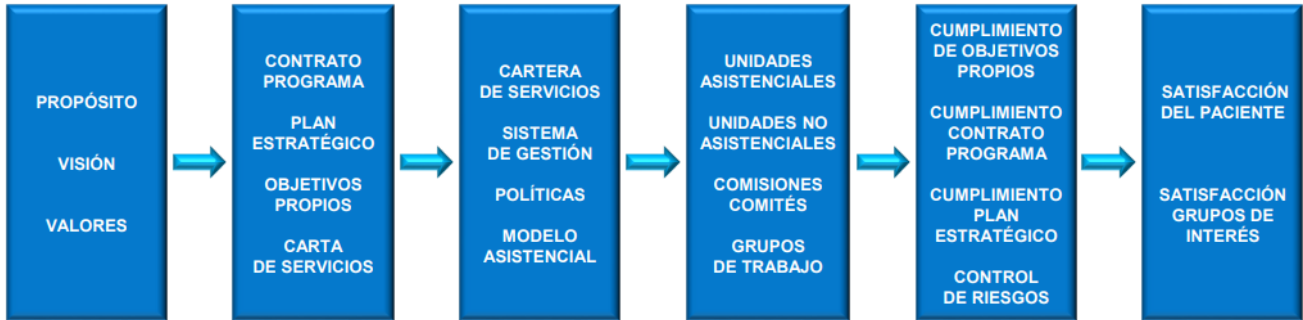 PROPÓSITO
VISIÓN
VALORES
CONTRATO
PROGRAMA
PLAN
ESTRATÉGICO
OBJETIVOS
PROPIOS
CARTA
DE SERVICIOS
CARTERA
DE SERVICIOS
SISTEMA
DE GESTIÓN
POLÍTICAS
MODELO
ASISTENCIAL
UNIDADES
ASISTENCIALES
UNIDADES NO
ASISTENCIALES
COMISIONES
COMITÉS
GRUPOS
DE TRABAJO
CUMPLIMIENTO
DE OBJETIVOS
PROPIOS
CUMPLIMIENTO
CONTRATO
PROGRAMA
CUMPLIMIENTO
PLAN
ESTRATÉGICO
CONTROL
DE RIESGOS
SATISFACCIÓN
DEL PACIENTE
SATISFACCIÓN
GRUPOS DE
INTERÉS